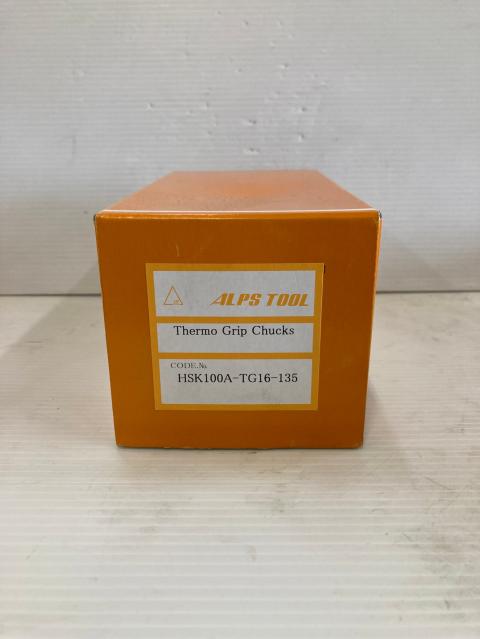 ALPS TOOL
Thermo Grip Chucks
CODE.№
HSK100A-TG16-135